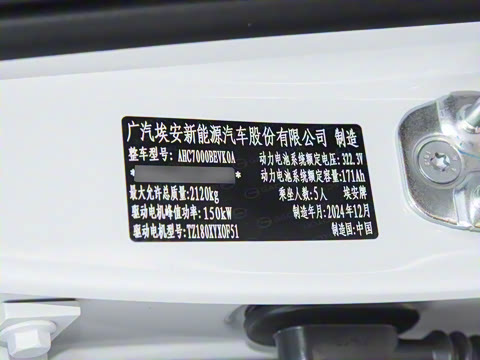 广汽埃安新能源汽车股份有限公司 制造
整车型号: AHC7000BEVK0A 动力电池系统额定电压: 322.3V
* * 动力电池系统额定容量: 171Ah
最大允许总质量: 2120kg 乘坐人数: 5人 埃安牌
驱动电机峰值功率: 150kW 制造年月: 2024年12月
驱动电机型号: TZ180XYX0F51 制造国: 中国